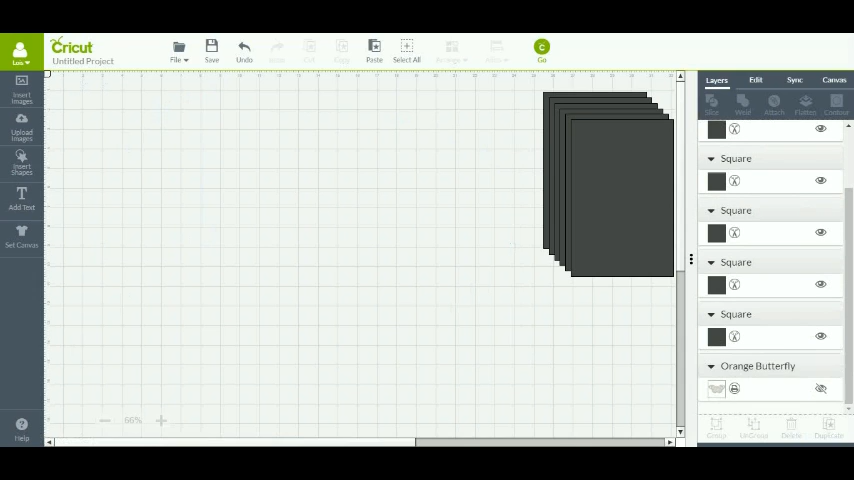 Lois
Cricut
Untitled Project
File
Save
Undo
Redo
Cut
Copy
Paste
Select All
Arrange
Align
Go
Insert
Images
Upload
Images
Insert
Shapes
Add Text
Set Canvas
Help
66%
Layers
Edit
Sync
Canvas
Slice
Weld
Attach
Flatten
Contour
Square
Square
Square
Square
Orange Butterfly
Group
UnGroup
Delete
Duplicate